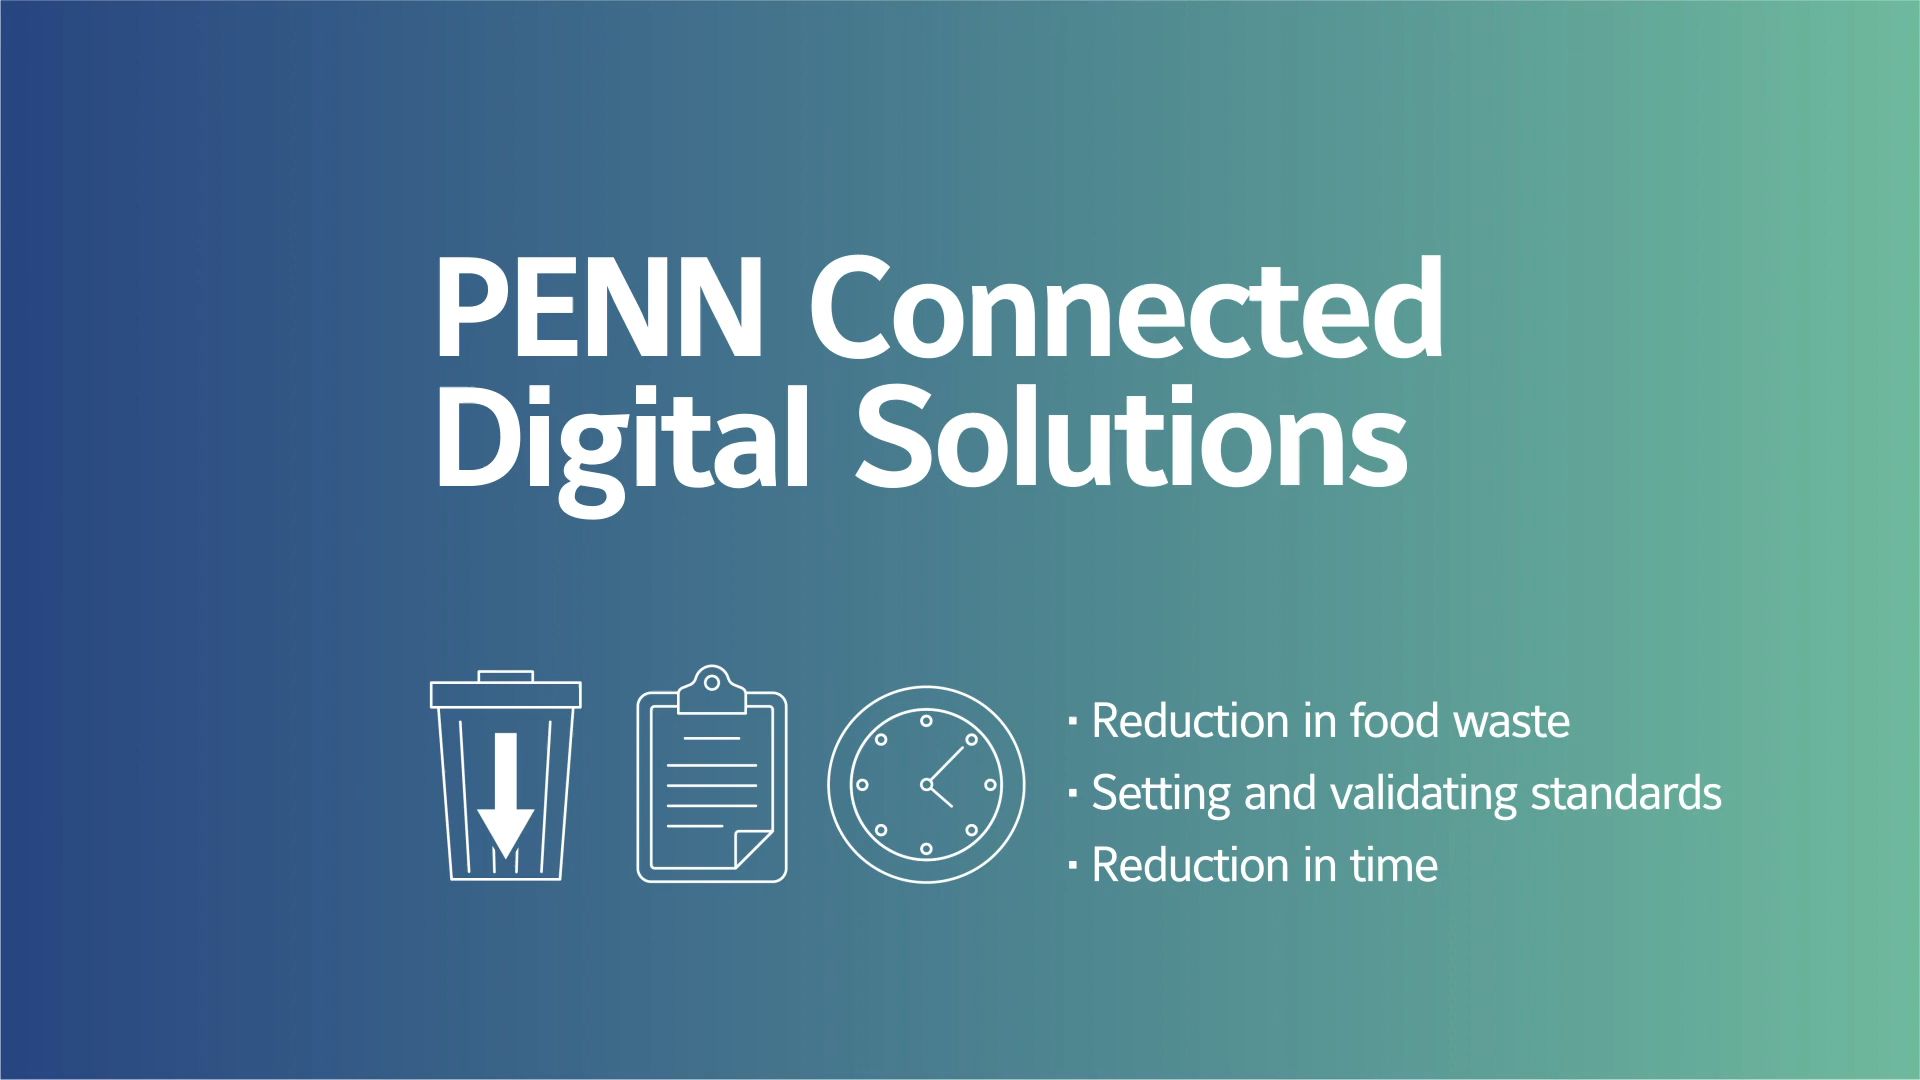 PENN Connected
Digital Solutions
· Reduction in food waste
· Setting and validating standards
· Reduction in time